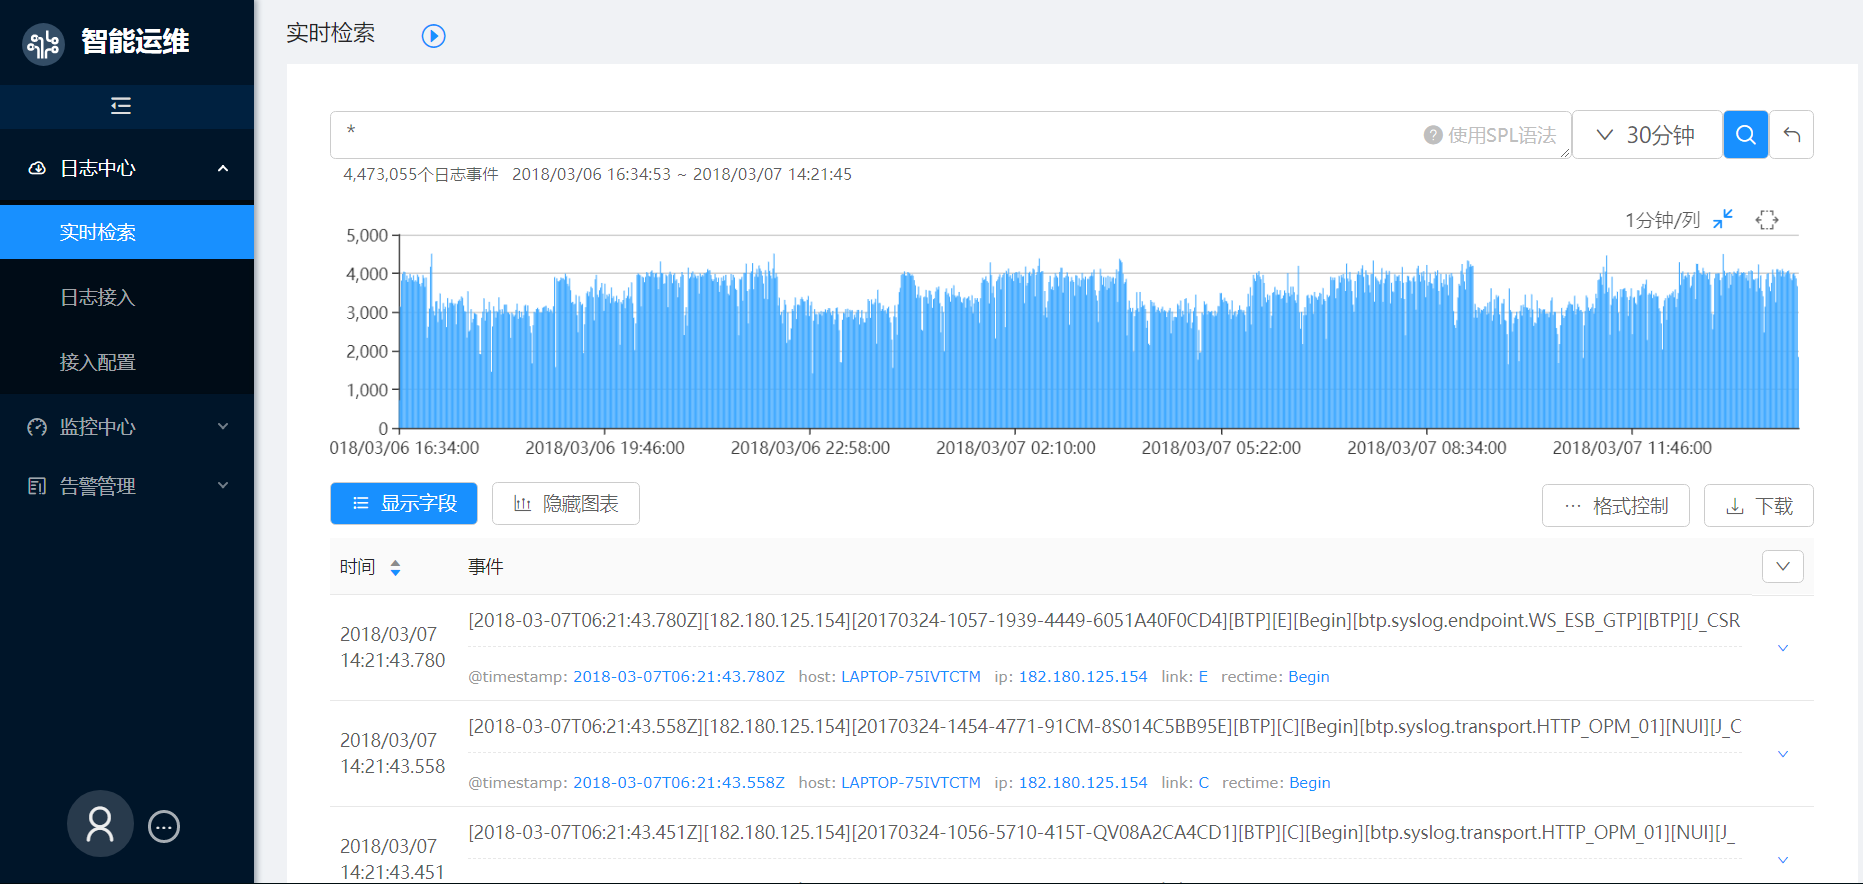 智能运维
日志中心
实时检索
日志接入
接入配置
监控中心
告警管理
实时检索
*
使用SPL语法
30分钟
4,473,055个日志事件 2018/03/06 16:34:53 ~ 2018/03/07 14:21:45
1分钟/列
5,000
4,000
3,000
2,000
1,000
0
018/03/06 16:34:00 2018/03/06 19:46:00 2018/03/06 22:58:00 2018/03/07 02:10:00 2018/03/07 05:22:00 2018/03/07 08:34:00 2018/03/07 11:46:00
显示字段 隐藏图表 格式控制 下载
时间 事件
2018/03/07
14:21:43.780
[2018-03-07T06:21:43.780Z][182.180.125.154][20170324-1057-1939-4449-6051A40F0CD4][BTP][E][Begin][btp.syslog.endpoint.WS_ESB_GTP][BTP][J_CSR
@timestamp: 2018-03-07T06:21:43.780Z host: LAPTOP-75IVTCTM ip: 182.180.125.154 link: E rectime: Begin
2018/03/07
14:21:43.558
[2018-03-07T06:21:43.558Z][182.180.125.154][20170324-1454-4771-91CM-8S014C5BB95E][BTP][C][Begin][btp.syslog.transport.HTTP_OPM_01][NUI][J_C
@timestamp: 2018-03-07T06:21:43.558Z host: LAPTOP-75IVTCTM ip: 182.180.125.154 link: C rectime: Begin
2018/03/07
14:21:43.451
[2018-03-07T06:21:43.451Z][182.180.125.154][20170324-1056-5710-415T-QV08A2CA4CD1][BTP][C][Begin][btp.syslog.transport.HTTP_OPM_01][NUI][J_